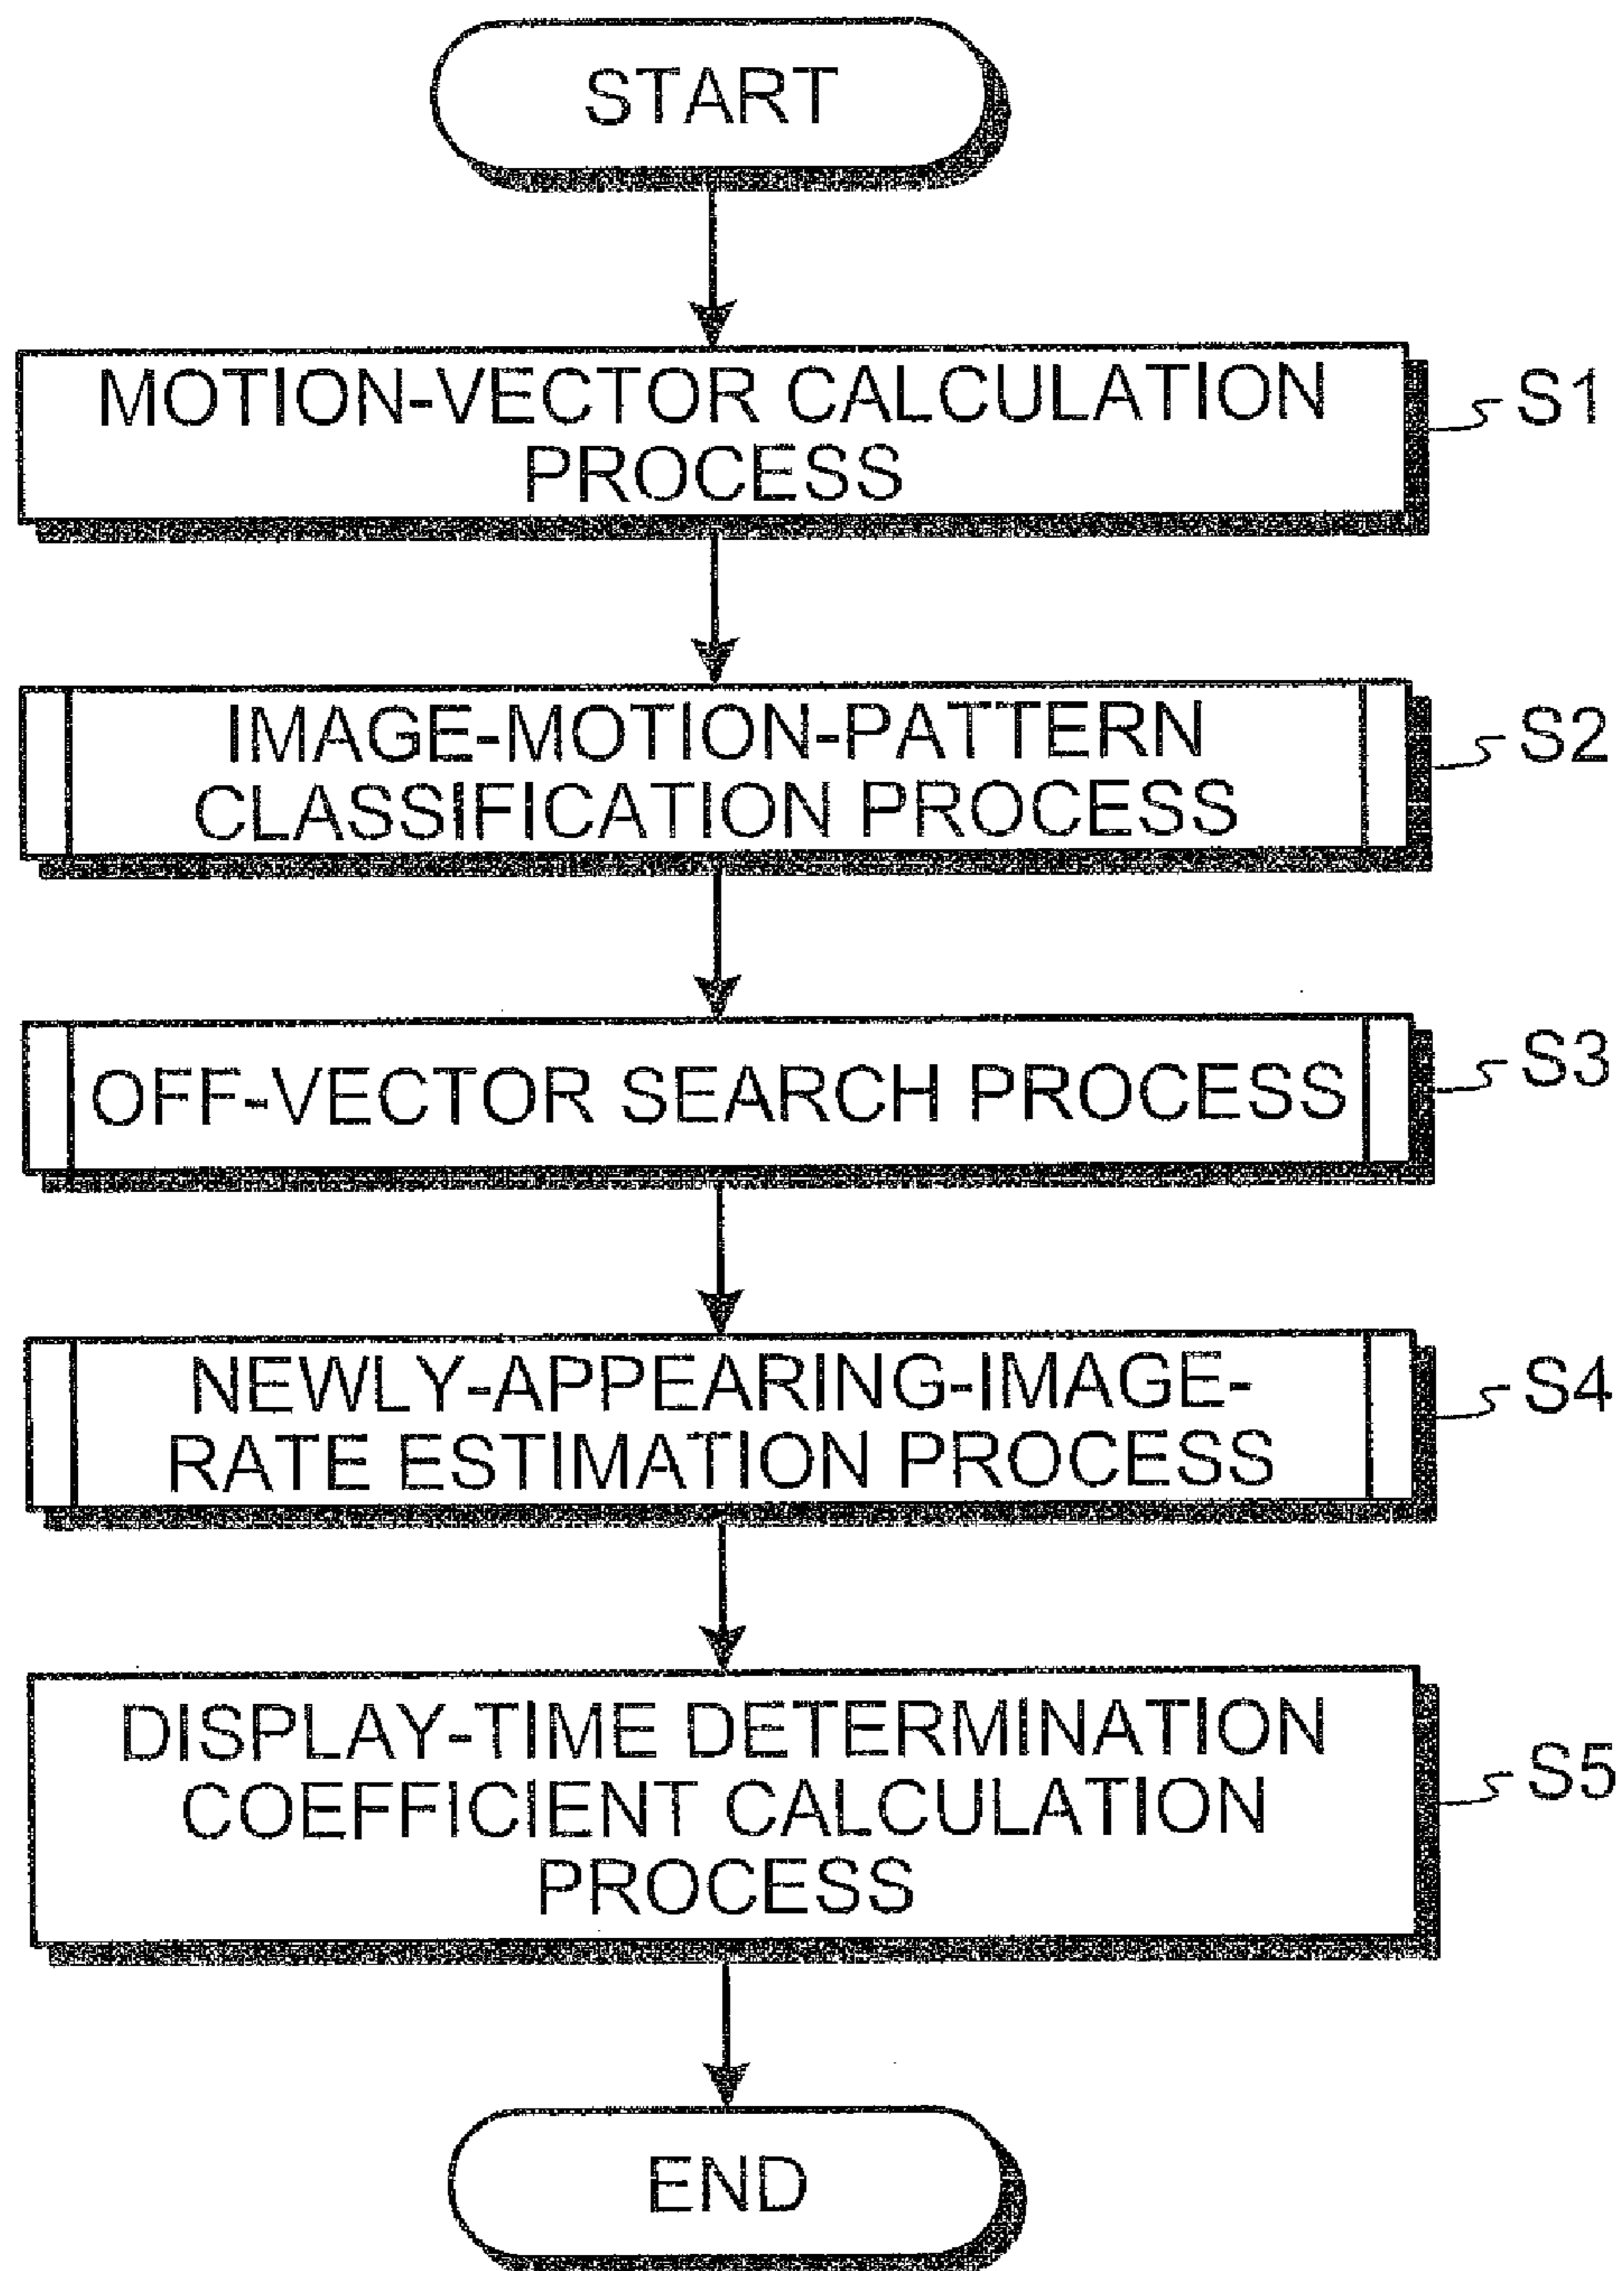 START
MOTION-VECTOR CALCULATION
PROCESS
S1
IMAGE-MOTION-PATTERN
CLASSIFICATION PROCESS
S2
OFF-VECTOR SEARCH PROCESS
S3
NEWLY-APPEARING-IMAGE-
RATE ESTIMATION PROCESS
S4
DISPLAY-TIME DETERMINATION
COEFFICIENT CALCULATION
PROCESS
S5
END